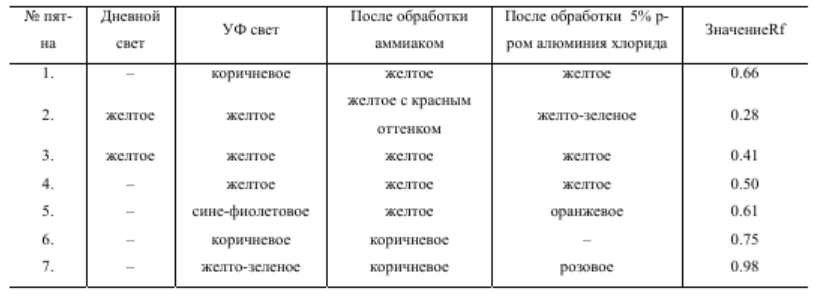 № пят-на | Дневной свет | УФ свет | После обработки аммиаком | После обработки 5% р-ром алюминия хлорида | ЗначениеRf
1. | – | коричневое | желтое | желтое | 0.66
2. | желтое | желтое | желтое с красным оттенком | желто-зеленое | 0.28
3. | желтое | желтое | желтое | желтое | 0.41
4. | – | желтое | желтое | желтое | 0.50
5. | – | сине-фиолетовое | желтое | оранжевое | 0.61
6. | – | коричневое | коричневое | – | 0.75
7. | – | желто-зеленое | коричневое | розовое | 0.98